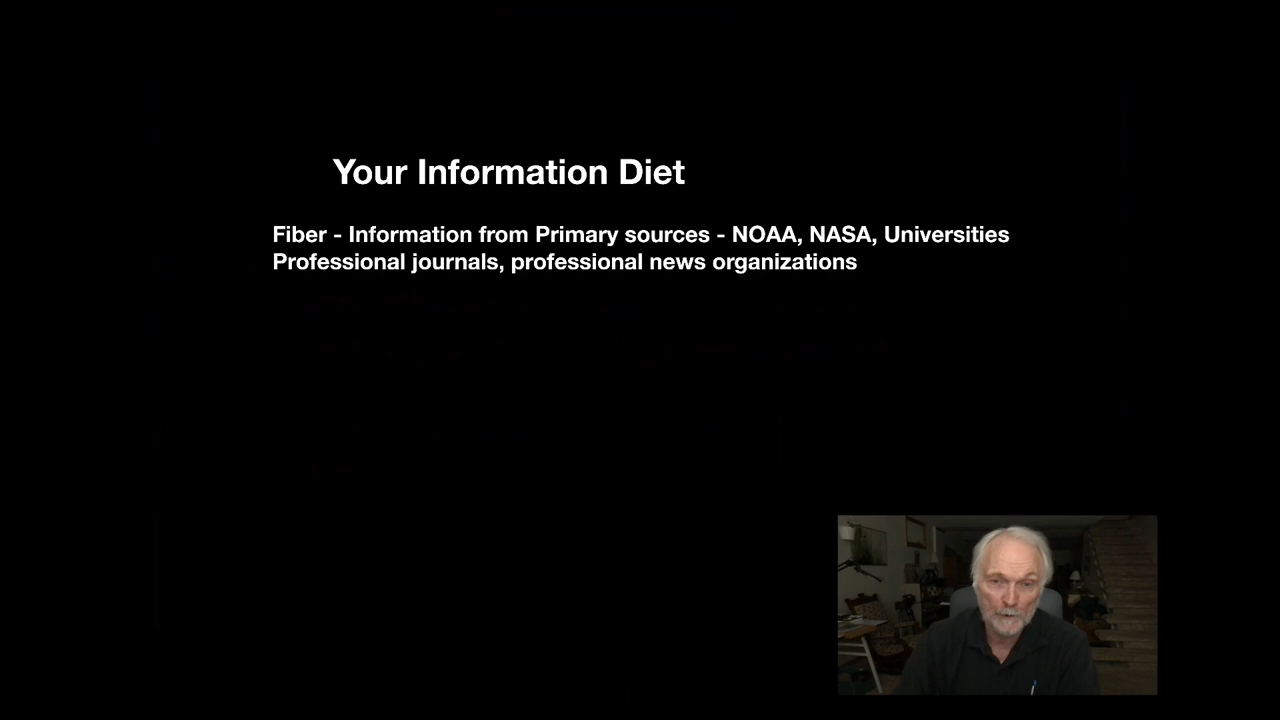 Your Information Diet
Fiber - Information from Primary sources - NOAA, NASA, Universities
Professional journals, professional news organizations